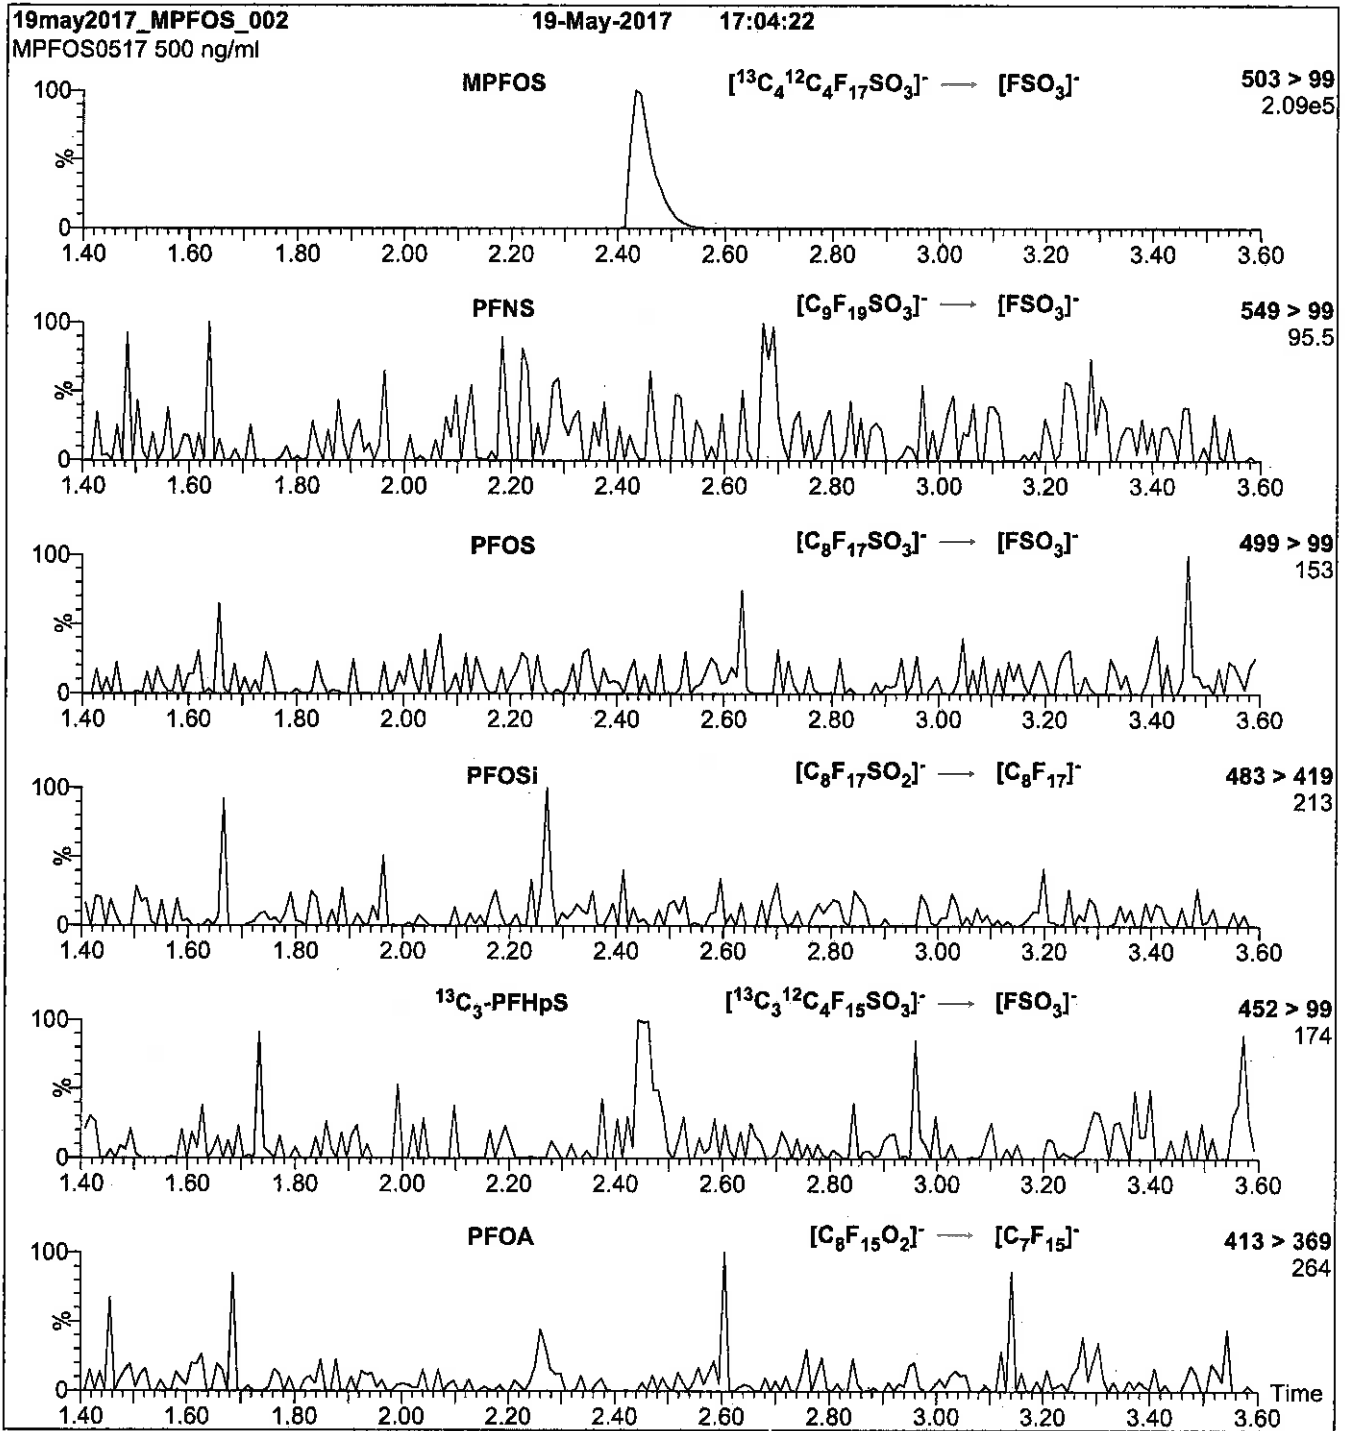 19may2017_MPFOS_002 19-May-2017 17:04:22
MPFOS0517 500 ng/ml
MPFOS [¹³C₄¹²C₄F₁₇SO₃]⁻ → [FSO₃]⁻ 503 > 99
2.09e5
100
%
0
1.40 1.60 1.80 2.00 2.20 2.40 2.60 2.80 3.00 3.20 3.40 3.60
PFNS [C₉F₁₉SO₃]⁻ → [FSO₃]⁻ 549 > 99
95.5
100
%
0
1.40 1.60 1.80 2.00 2.20 2.40 2.60 2.80 3.00 3.20 3.40 3.60
PFOS [C₈F₁₇SO₃]⁻ → [FSO₃]⁻ 499 > 99
153
100
%
0
1.40 1.60 1.80 2.00 2.20 2.40 2.60 2.80 3.00 3.20 3.40 3.60
PFOSi [C₈F₁₇SO₂]⁻ → [C₈F₁₇]⁻ 483 > 419
213
100
%
0
1.40 1.60 1.80 2.00 2.20 2.40 2.60 2.80 3.00 3.20 3.40 3.60
¹³C₃-PFHpS [¹³C₃¹²C₄F₁₅SO₃]⁻ → [FSO₃]⁻ 452 > 99
174
100
%
0
1.40 1.60 1.80 2.00 2.20 2.40 2.60 2.80 3.00 3.20 3.40 3.60
PFOA [C₈F₁₅O₂]⁻ → [C₇F₁₅]⁻ 413 > 369
264
100
%
0 Time
1.40 1.60 1.80 2.00 2.20 2.40 2.60 2.80 3.00 3.20 3.40 3.60